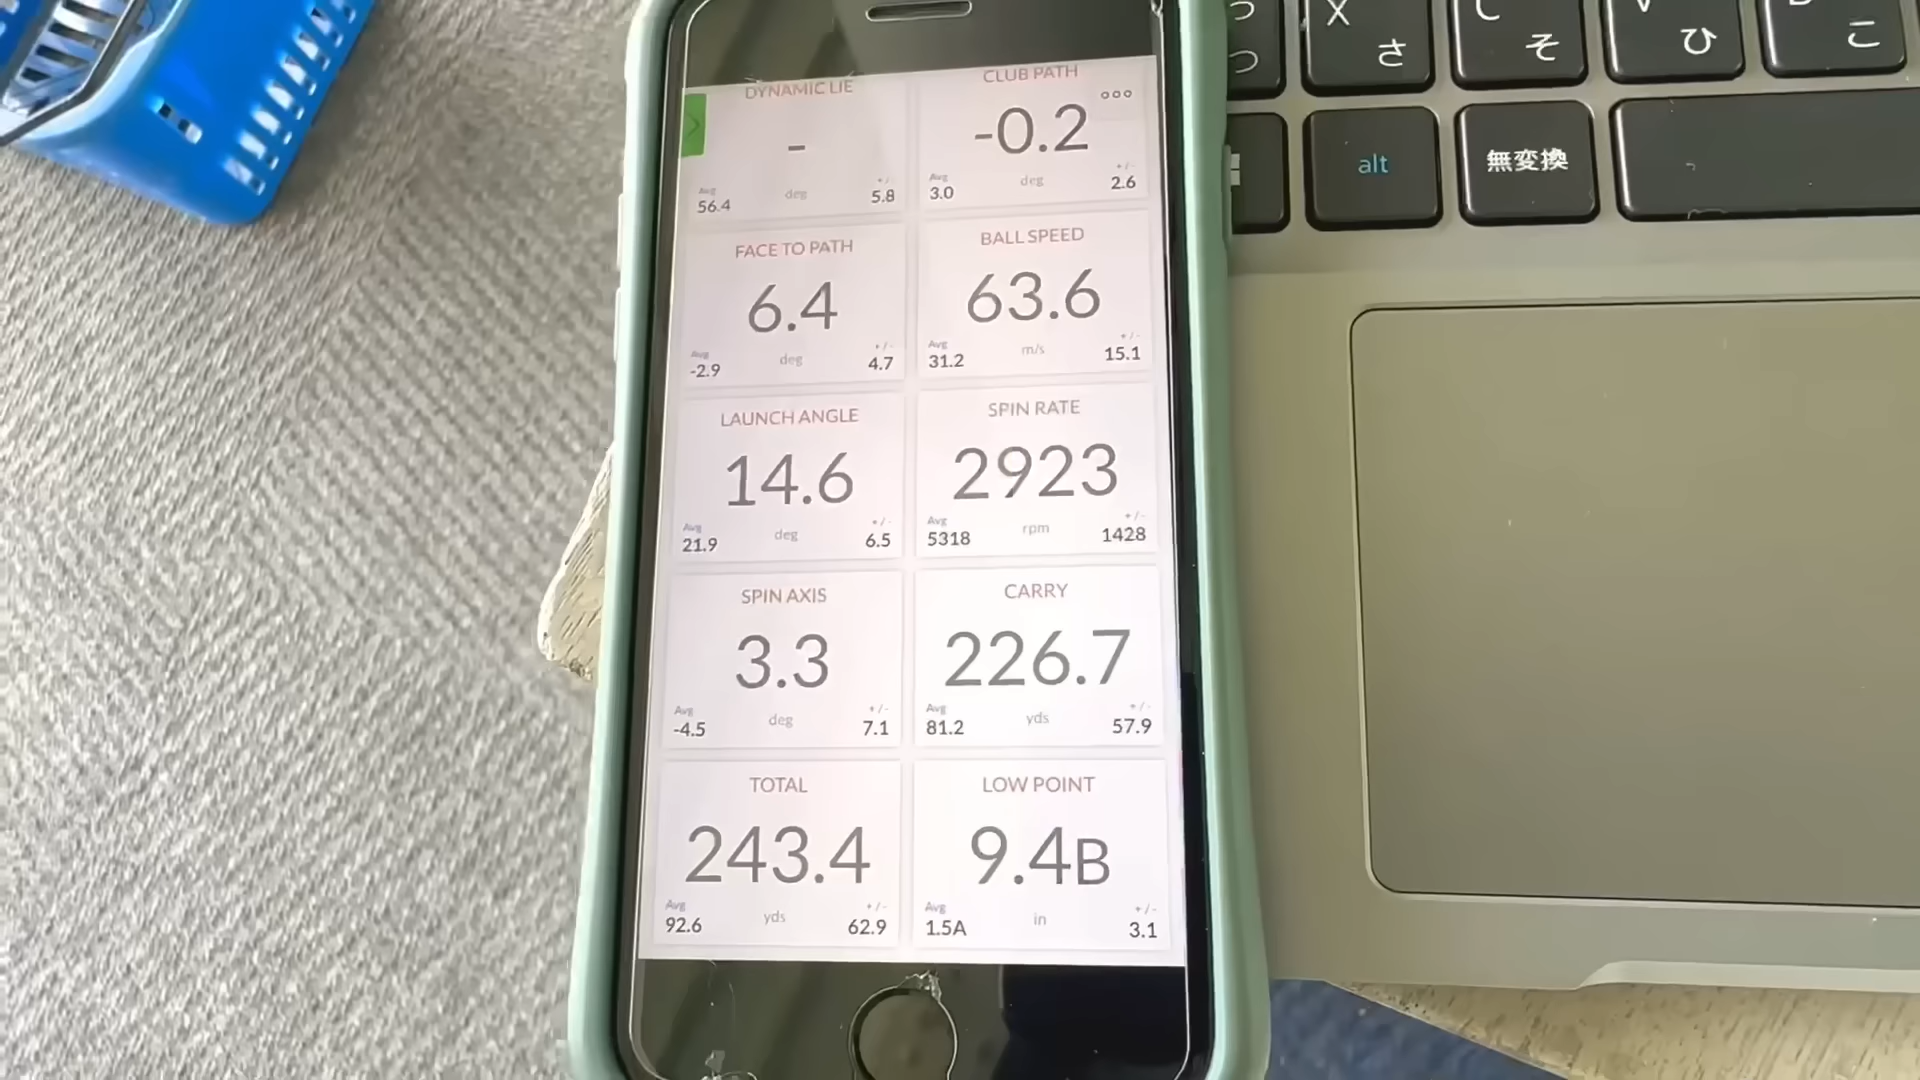 DYNAMIC LIE
-
Avg
56.4
deg
+/-
5.8
CLUB PATH
-0.2
Avg
3.0
deg
+/-
2.6
FACE TO PATH
6.4
Avg
-2.9
deg
+/-
4.7
BALL SPEED
63.6
Avg
31.2
m/s
+/-
15.1
LAUNCH ANGLE
14.6
Avg
21.9
deg
+/-
6.5
SPIN RATE
2923
Avg
5318
rpm
+/-
1428
SPIN AXIS
3.3
Avg
-4.5
deg
+/-
7.1
CARRY
226.7
Avg
81.2
yds
+/-
57.9
TOTAL
243.4
Avg
92.6
yds
+/-
62.9
LOW POINT
9.4B
Avg
1.5A
in
+/-
3.1
っ
つ
X
さ
C
そ
V
ひ
こ
alt
無変換